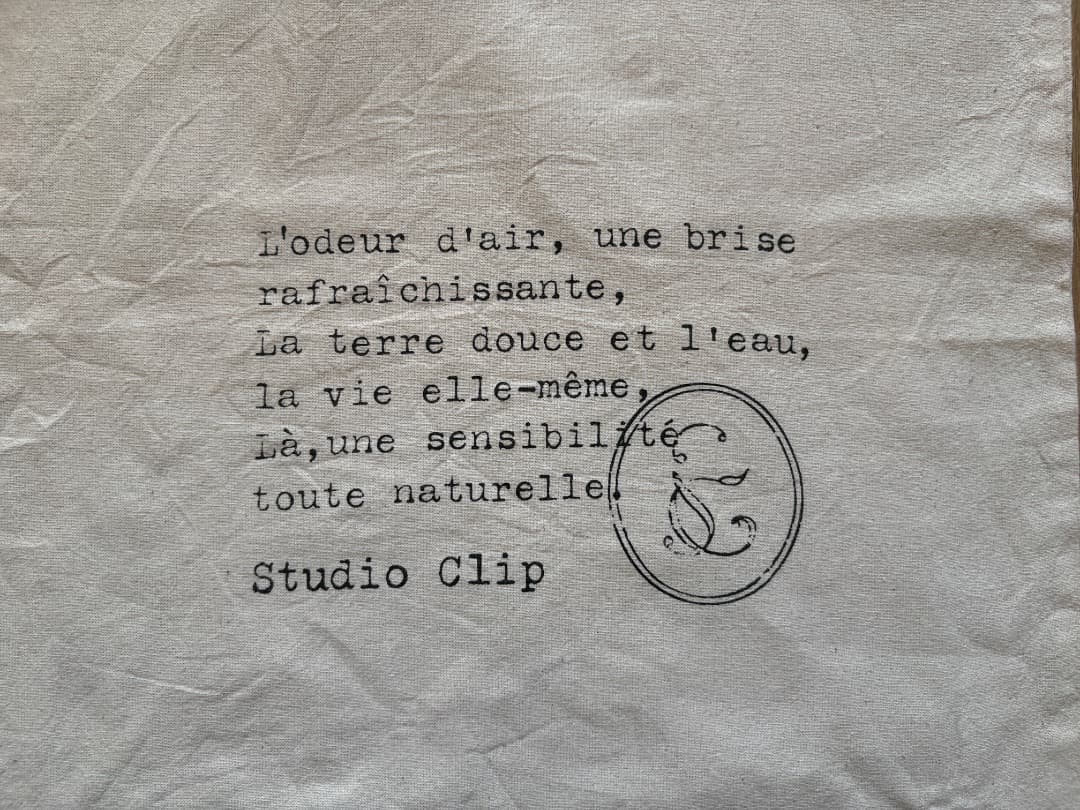 L'odeur d'air, une brise
rafraîchissante,
La terre douce et l'eau,
la vie elle-même,
Là,une sensibilité
toute naturelle.
Studio Clip